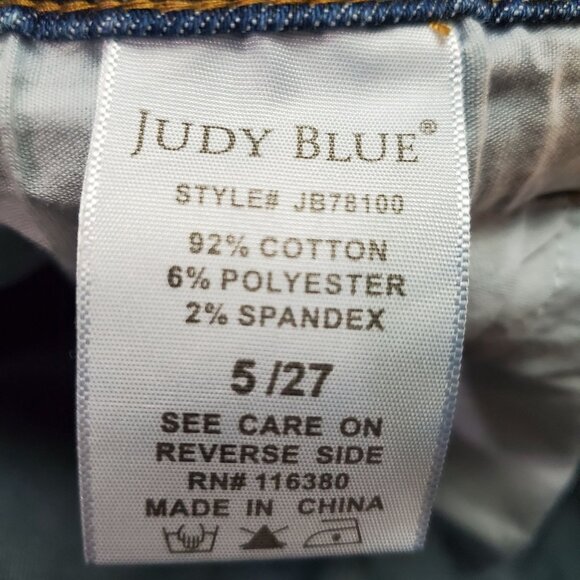 JUDY BLUE®
STYLE# JB78100
92% COTTON
6% POLYESTER
2% SPANDEX
5/27
SEE CARE ON
REVERSE SIDE
RN# 116380
MADE IN CHINA